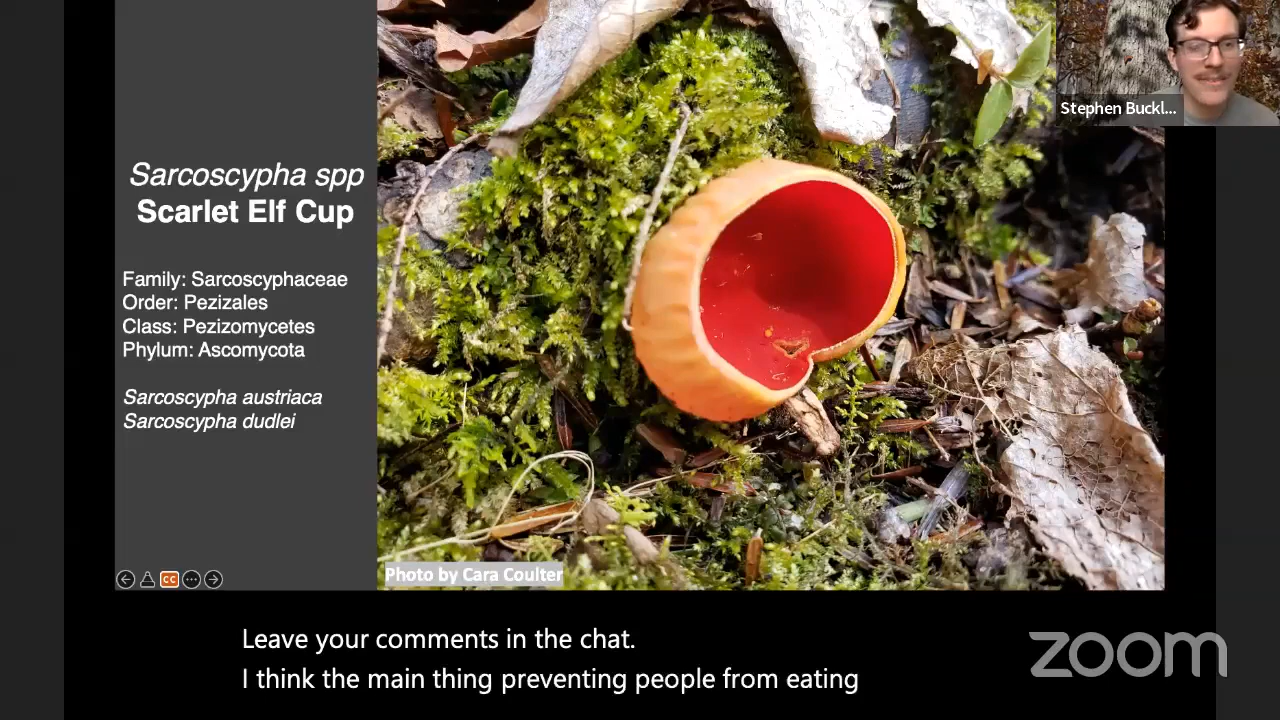 Sarcoscypha spp
Scarlet Elf Cup
Family: Sarcoscyphaceae
Order: Pezizales
Class: Pezizomycetes
Phylum: Ascomycota
Sarcoscypha austriaca
Sarcoscypha dudlei
CC
Photo by Cara Coulter
Stephen Buckl...
Leave your comments in the chat.
I think the main thing preventing people from eating
zoom